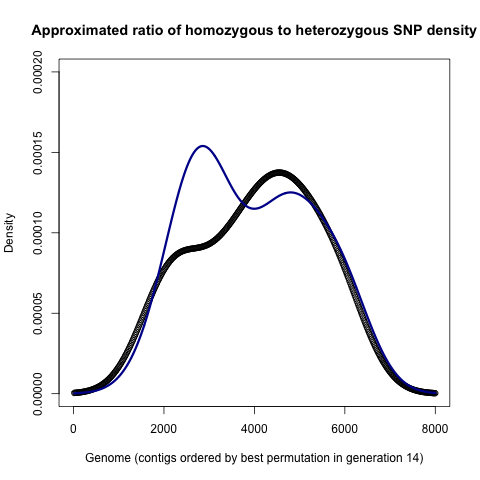 Approximated ratio of homozygous to heterozygous SNP density
0.00020
0.00015
0.00010
0.00005
0.00000
Density
0 2000 4000 6000 8000
Genome (contigs ordered by best permutation in generation 14)